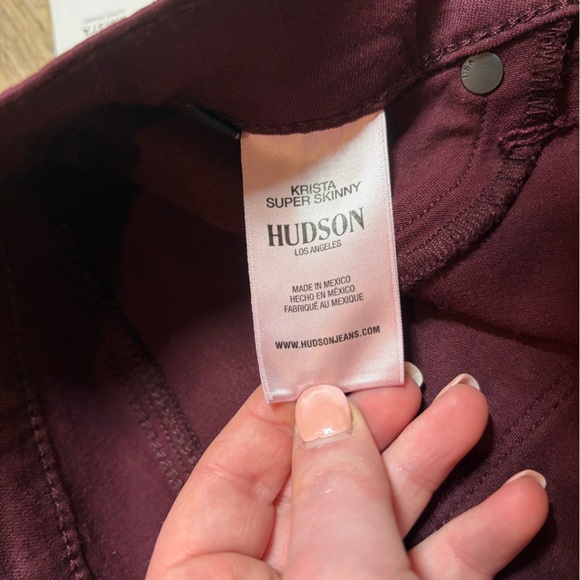 KRISTA
SUPER SKINNY
HUDSON
LOS ANGELES
MADE IN MEXICO
HECHO EN MÉXICO
FABRIQUÉ AU MEXIQUE
WWW.HUDSONJEANS.COM